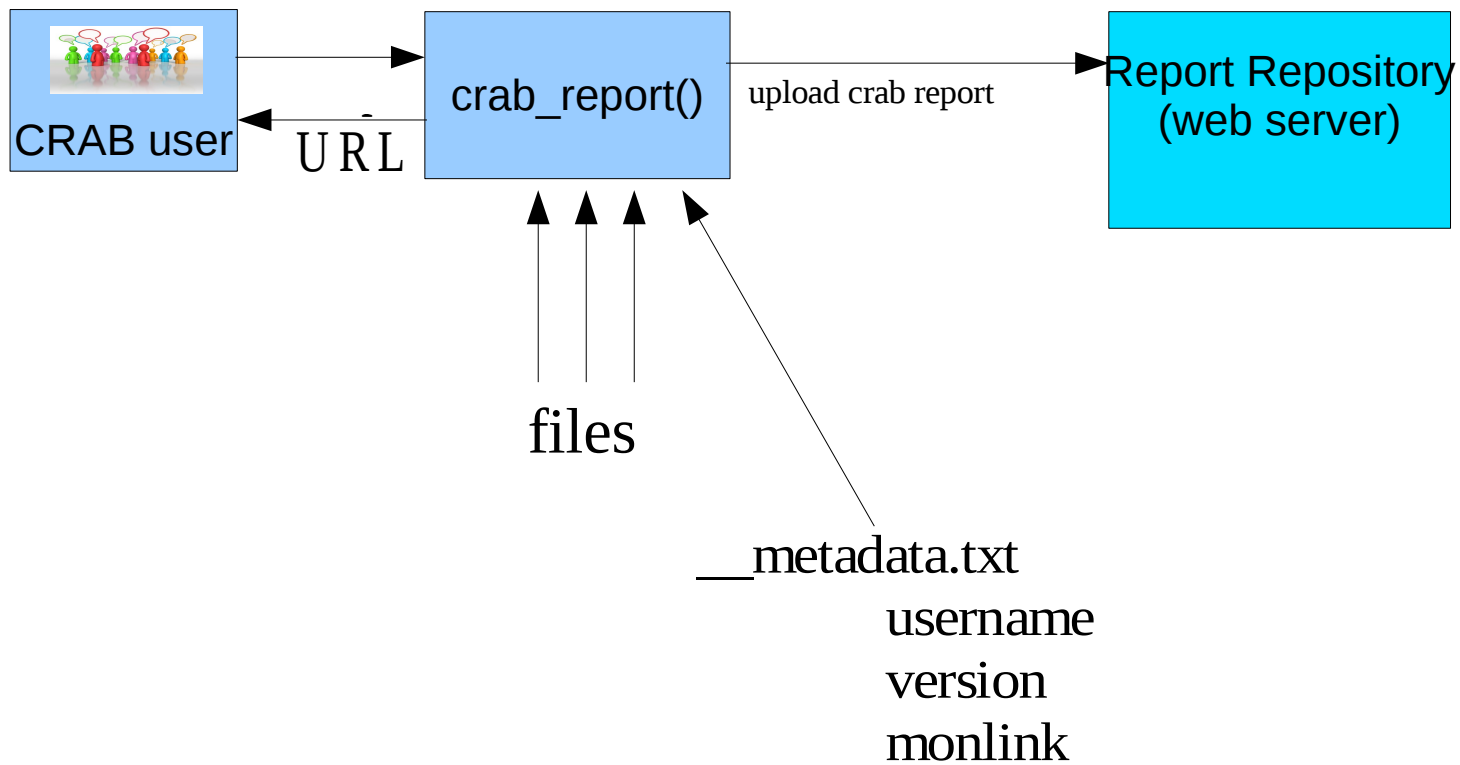 CRAB user
URL
crab_report()
upload crab report
Report Repository
(web server)
files
__metadata.txt
username
version
monlink